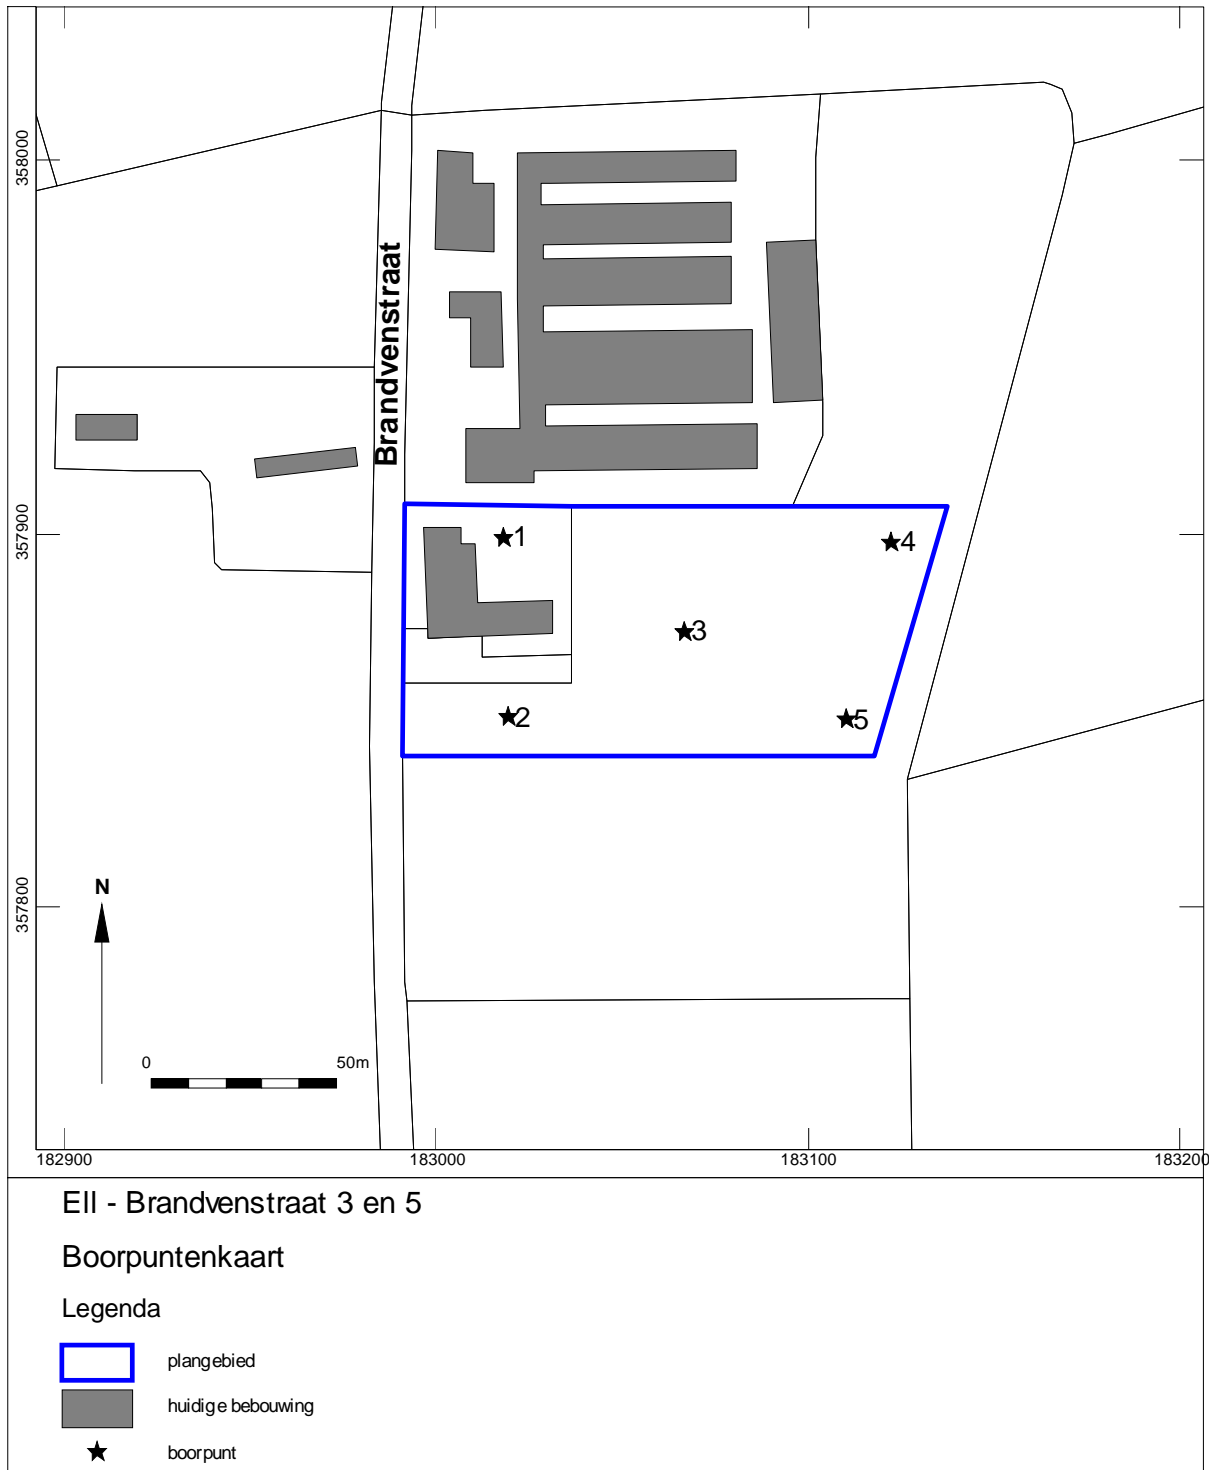 358000
Brandvenstraat
357900
1
4
3
2
5
357800
N
0 50m
182900 183000 183100 183200
Ell - Brandvenstraat 3 en 5
Boorpuntenkaart
Legenda
plangebied
huidige bebouwing
boorpunt